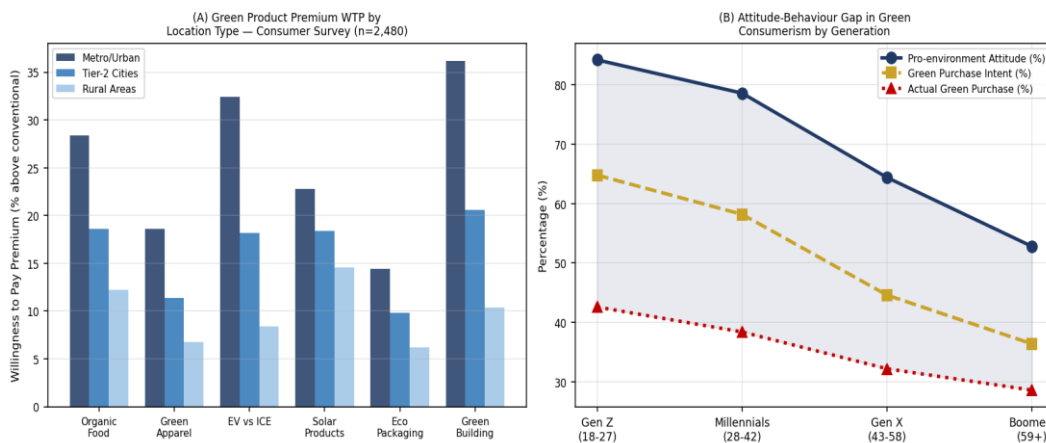 (A) Green Product Premium WTP by
Location Type — Consumer Survey (n=2,480)
Willingness to Pay Premium (% above conventional)
35
30
25
20
15
10
5
0
Metro/Urban
Tier-2 Cities
Rural Areas
Organic
Food
Green
Apparel
EV vs ICE
Solar
Products
Eco
Packaging
Green
Building
(B) Attitude-Behaviour Gap in Green
Consumerism by Generation
Percentage (%)
80
70
60
50
40
30
Pro-environment Attitude (%)
Green Purchase Intent (%)
Actual Green Purchase (%)
Gen Z
(18-27)
Millennials
(28-42)
Gen X
(43-58)
Boome
(59+)